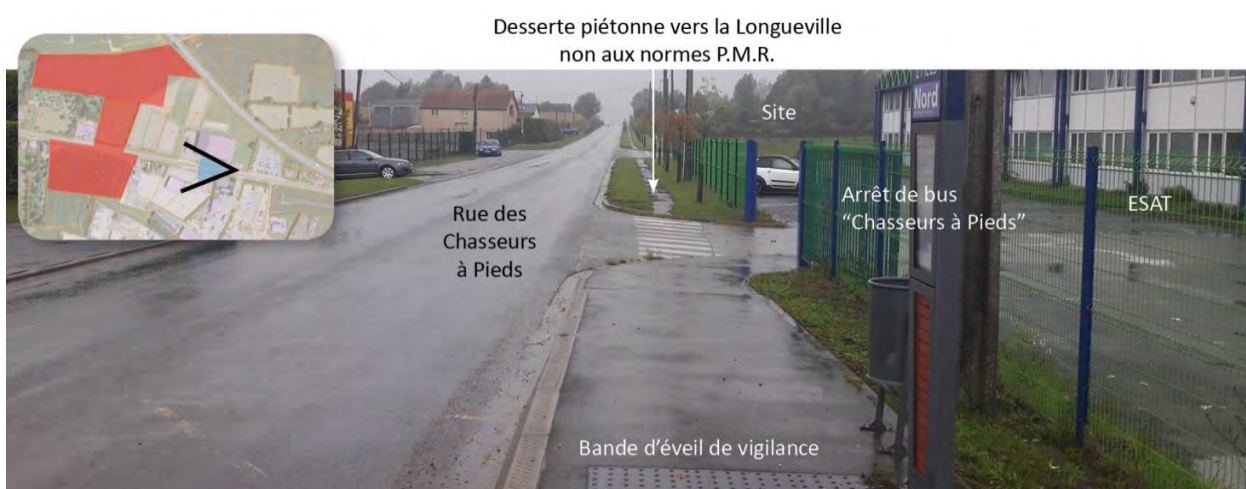 Desserte piétonne vers la Longueville
non aux normes P.M.R.
Site
Nord
Arrêt de bus
“Chasseurs à Pieds”
ESAT
Rue des
Chasseurs
à Pieds
Bande d’éveil de vigilance